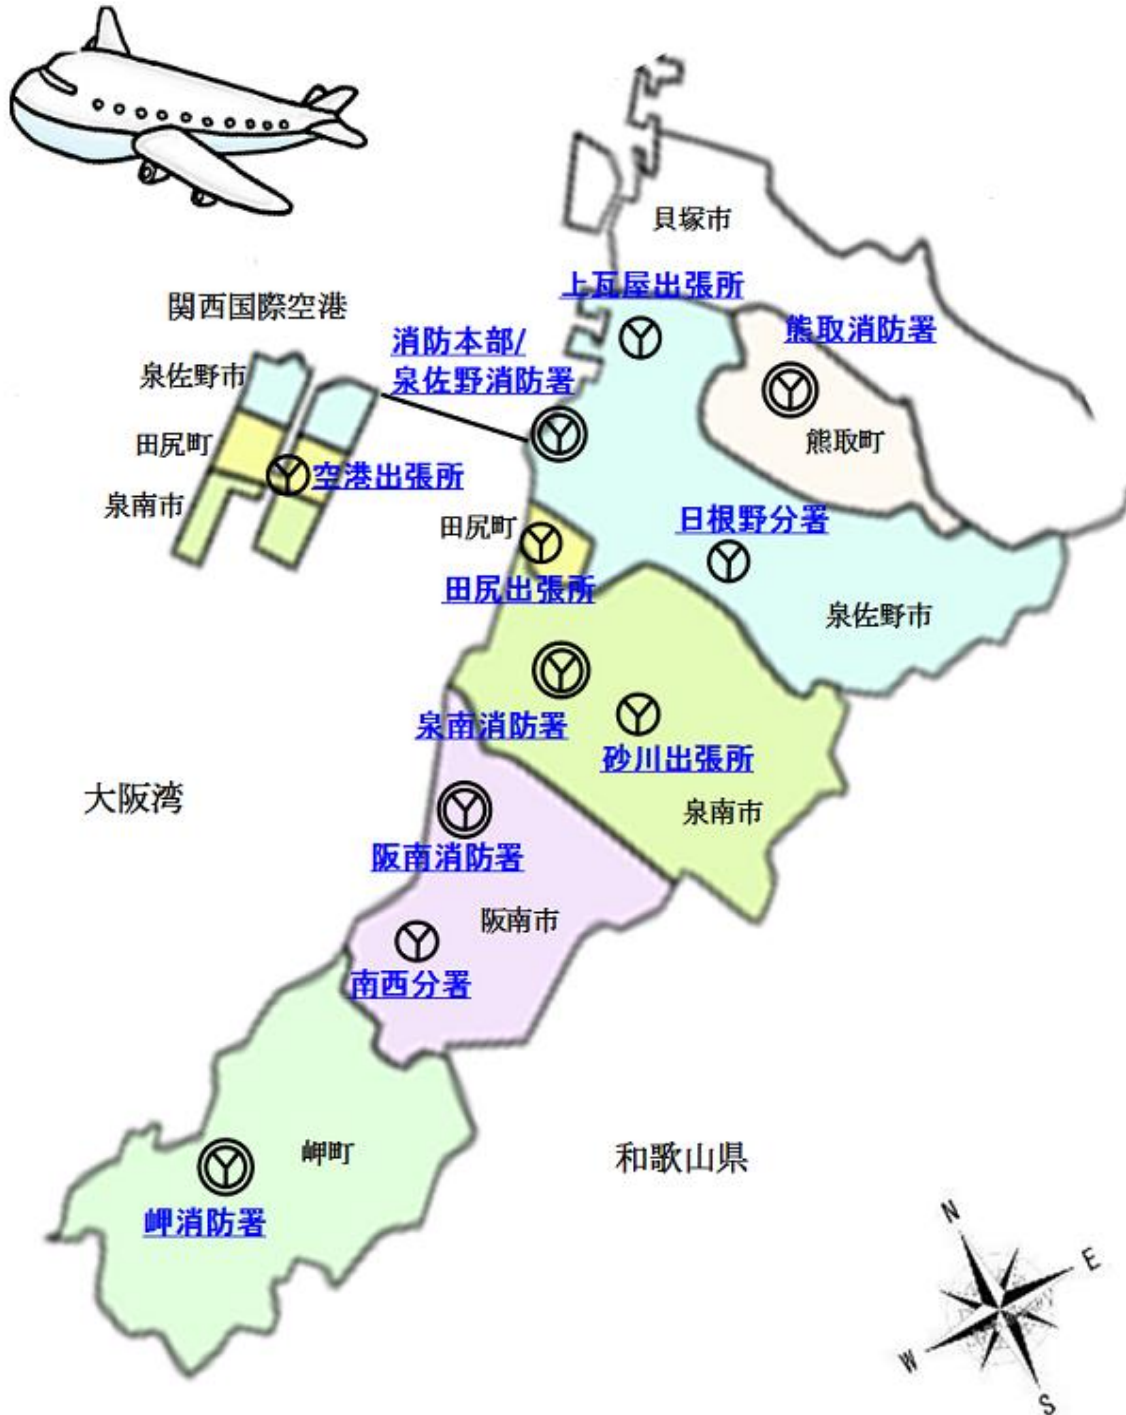 貝塚市
上瓦屋出張所
関西国際空港
消防本部/
泉佐野消防署
熊取消防署
泉佐野市
田尻町
熊取町
空港出張所
泉南市
日根野分署
田尻町
田尻出張所
泉佐野市
泉南消防署
砂川出張所
大阪湾
泉南市
阪南消防署
阪南市
南西分署
岬町
和歌山県
岬消防署
N
E
W
S